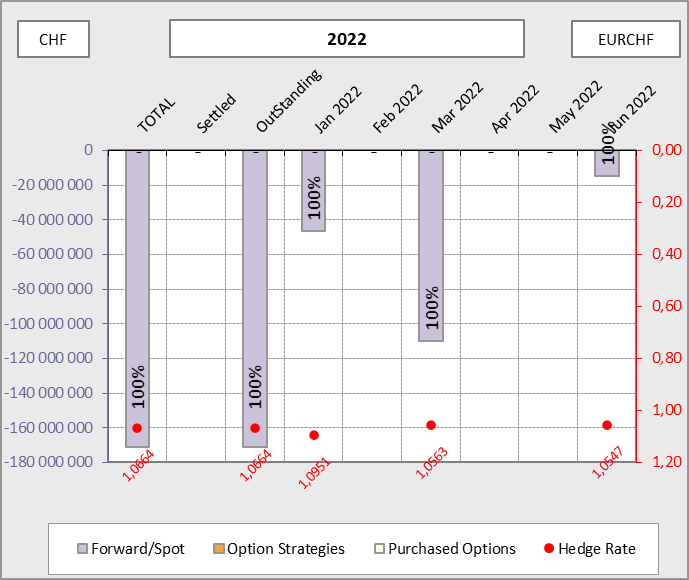 CHF
2022
EURCHF
TOTAL
Settled
OutStanding
Jan 2022
Feb 2022
Mar 2022
Apr 2022
May 2022
Jun 2022
0
-20 000 000
-40 000 000
-60 000 000
-80 000 000
-100 000 000
-120 000 000
-140 000 000
-160 000 000
-180 000 000
100%
100%
100%
100%
100%
0,00
0,20
0,40
0,60
0,80
1,00
1,20
1,0664
1,0664
1,0951
1,0563
1,0547
Forward/Spot
Option Strategies
Purchased Options
Hedge Rate